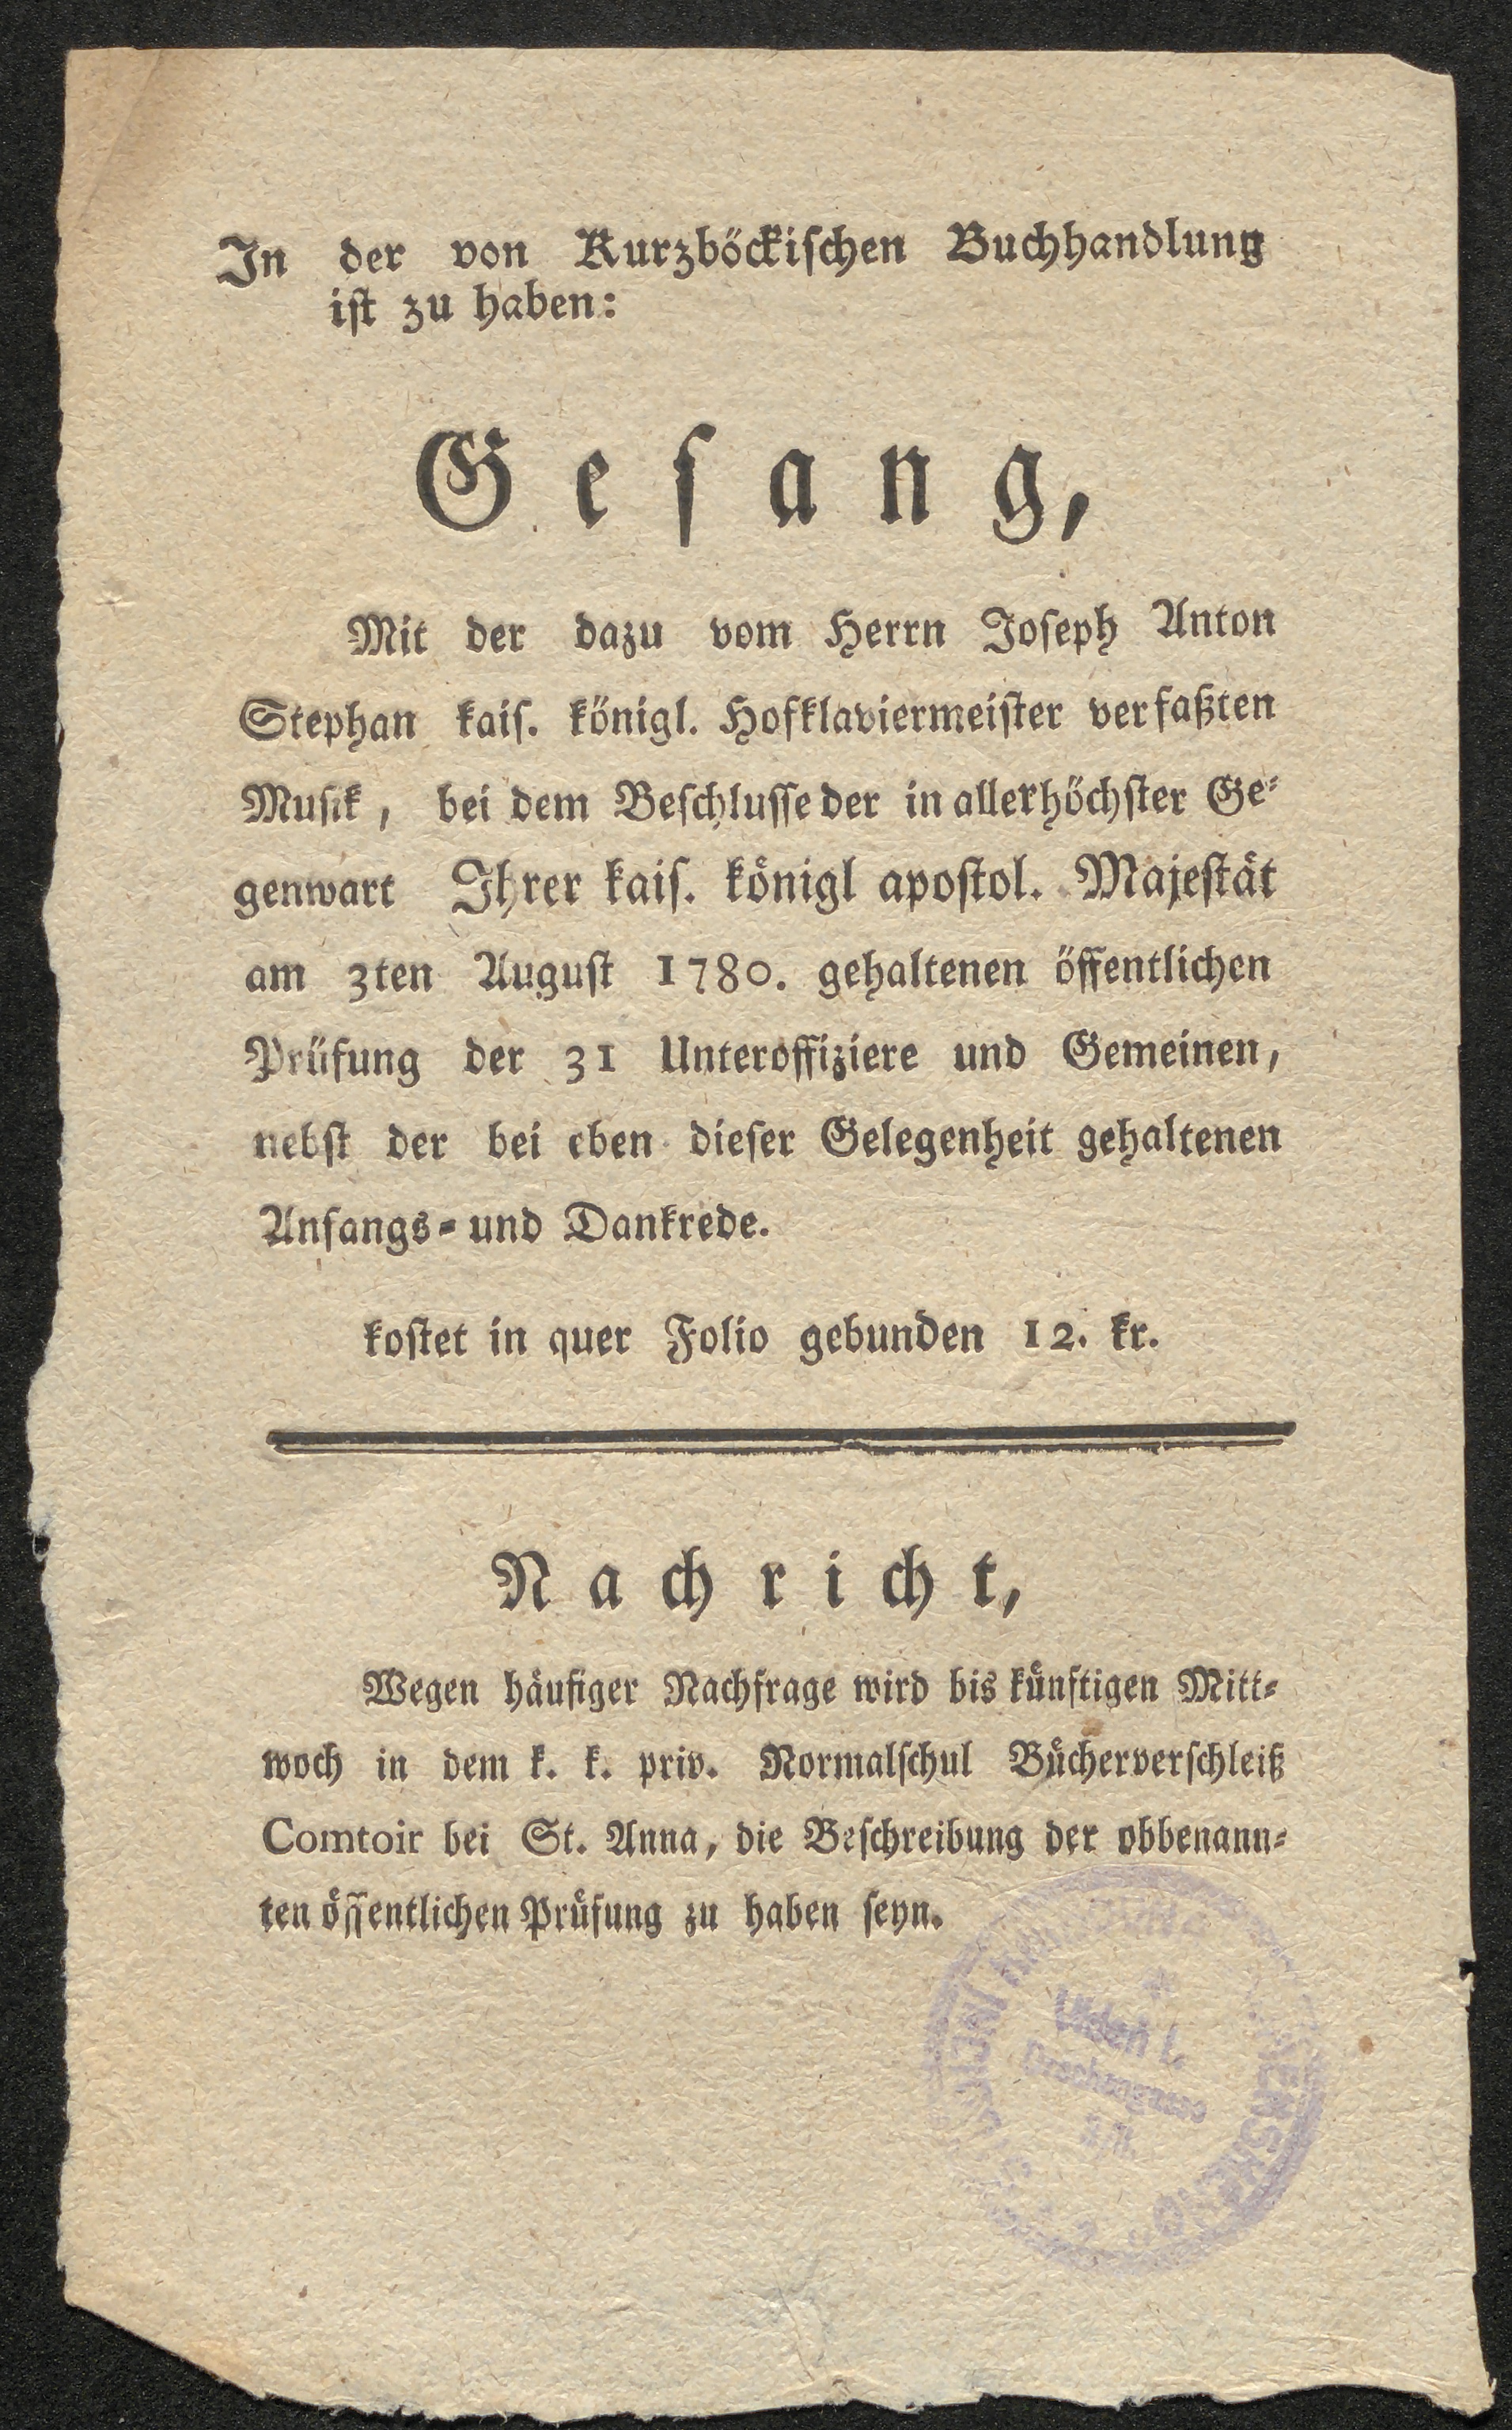 In der von Kurzböckischen Buchhandlung
ist zu haben:
Gesang,
Mit der dazu vom Herrn Joseph Anton
Stephan kais. königl. Hofklaviermeister verfaßten
Musik, bei dem Beschlusse der in allerhöchster Ge-
genwart Ihrer kais. königl apostol. Majestät
am 3ten August 1780. gehaltenen öffentlichen
Prüfung der 31 Unteroffiziere und Gemeinen,
nebst der bei eben dieser Gelegenheit gehaltenen
Anfangs- und Dankrede.
kostet in quer Folio gebunden 12. kr.
Nachricht,
Wegen häufiger Nachfrage wird bis künftigen Mitt-
woch in dem k. k. priv. Normalschul Bücherverschleiß
Comtoir bei St. Anna, die Beschreibung der obbenann-
ten öffentlichen Prüfung zu haben seyn.